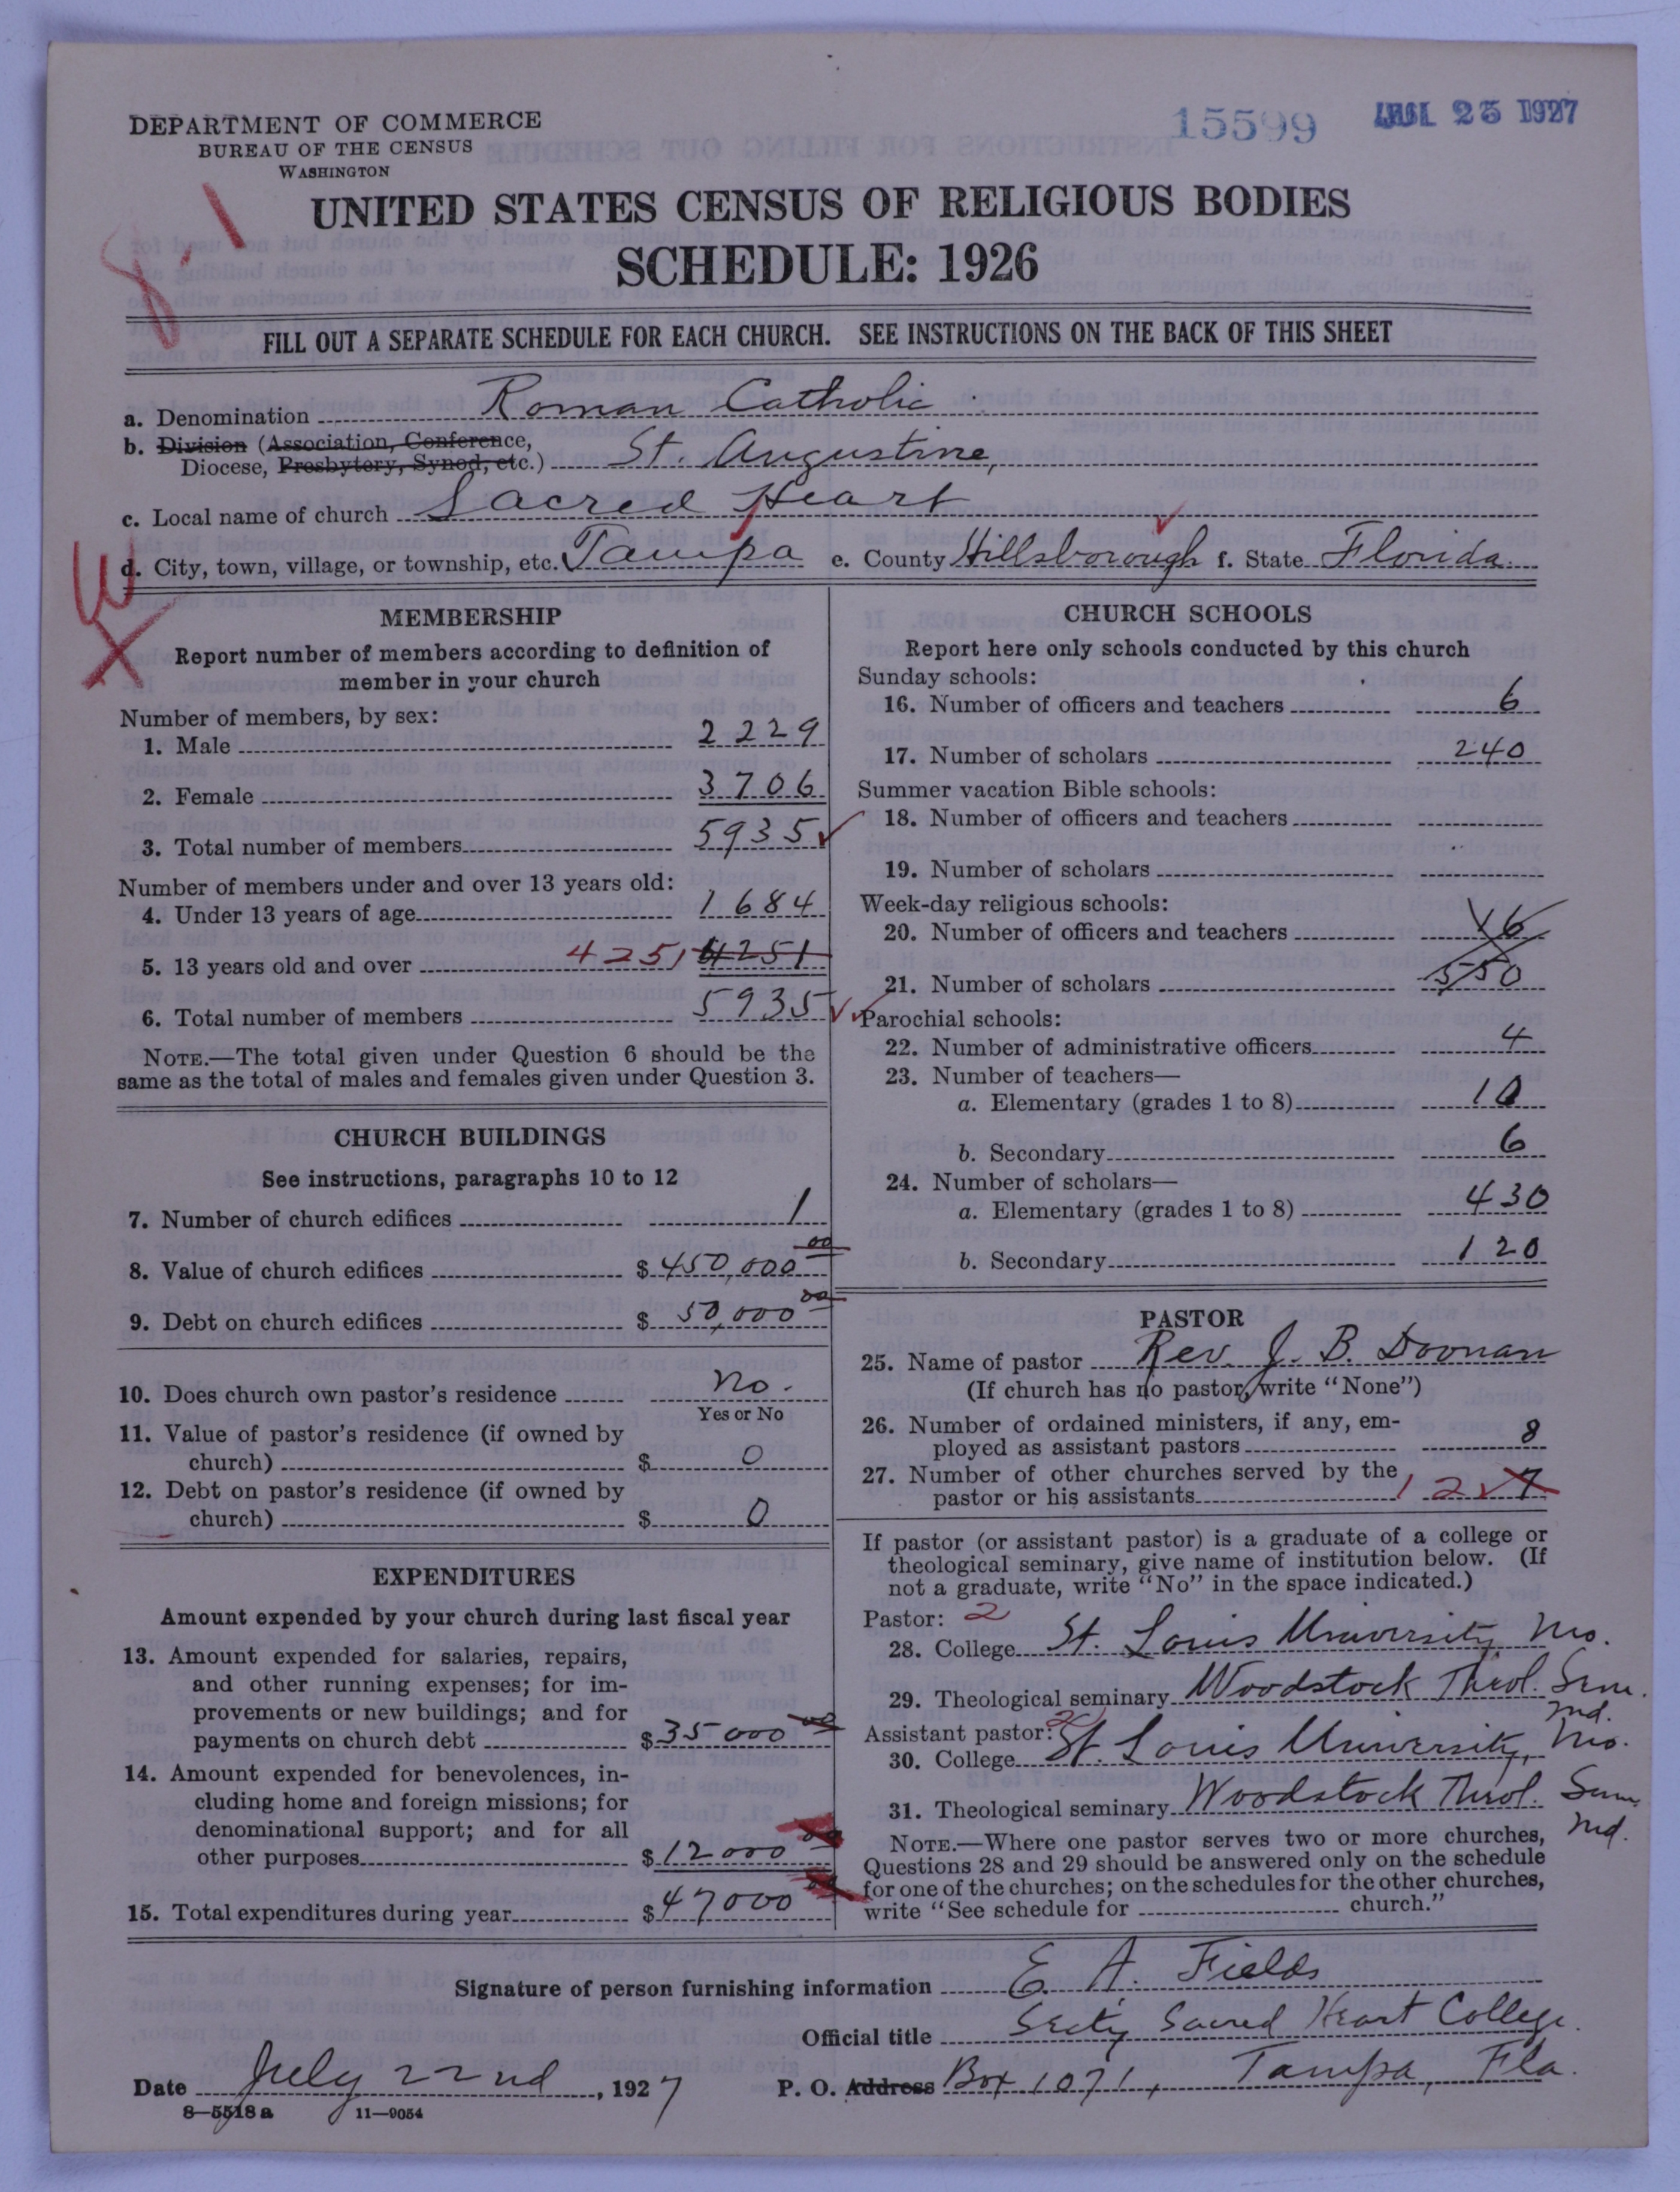 DEPARTMENT OF COMMERCE
BUREAU OF THE CENSUS
WASHINGTON
15599
25 1927
8.1
UNITED STATES CENSUS OF RELIGIOUS BODIES
SCHEDULE: 1926
FILL OUT A SEPARATE SCHEDULE FOR EACH CHURCH. SEE INSTRUCTIONS ON THE BACK OF THIS SHEET
a. Denomination Roman Catholic
b. Division (Association, Conference,
Diocese, Presbytery, Synod, etc.) St. Augustine,
c. Local name of church Sacred Heart
d. City, town, village, or township, etc. Tampa e. County Hillsborough f. State Florida
MEMBERSHIP
Report number of members according to definition of
member in your church
Number of members, by sex:
1. Male 2229
2. Female 3706
3. Total number of members 5935
Number of members under and over 13 years old:
4. Under 13 years of age 1684
5. 13 years old and over 4251 4251
6. Total number of members 5935
NOTE.—The total given under Question 6 should be the
same as the total of males and females given under Question 3.
CHURCH BUILDINGS
See instructions, paragraphs 10 to 12
7. Number of church edifices 1
8. Value of church edifices $450,000 00
9. Debt on church edifices $ 50,000 00
10. Does church own pastor's residence No.
Yes or No
11. Value of pastor's residence (if owned by
church) $ 0
12. Debt on pastor's residence (if owned by
church) $ 0
EXPENDITURES
Amount expended by your church during last fiscal year
13. Amount expended for salaries, repairs,
and other running expenses; for im-
provements or new buildings; and for
payments on church debt $35000 00
14. Amount expended for benevolences, in-
cluding home and foreign missions; for
denominational support; and for all
other purposes $12000 00
15. Total expenditures during year $47000 00
CHURCH SCHOOLS
Report here only schools conducted by this church
Sunday schools:
16. Number of officers and teachers 6
17. Number of scholars 240
Summer vacation Bible schools:
18. Number of officers and teachers
19. Number of scholars
Week-day religious schools:
20. Number of officers and teachers 16
21. Number of scholars 550
Parochial schools:
22. Number of administrative officers 4
23. Number of teachers—
a. Elementary (grades 1 to 8) 10
b. Secondary 6
24. Number of scholars—
a. Elementary (grades 1 to 8) 430
b. Secondary 120
PASTOR
25. Name of pastor Rev. J. B. Doonan
(If church has no pastor, write "None")
26. Number of ordained ministers, if any, em-
ployed as assistant pastors 8
27. Number of other churches served by the
pastor or his assistants 12 7
If pastor (or assistant pastor) is a graduate of a college or
theological seminary, give name of institution below. (If
not a graduate, write "No" in the space indicated.)
Pastor: 2
28. College St. Louis University Mo.
29. Theological seminary Woodstock Theol. Sem.
Md.
Assistant pastor: 2
30. College St. Louis University, Mo.
31. Theological seminary Woodstock Theol. Sem.
Md.
NOTE.—Where one pastor serves two or more churches,
Questions 28 and 29 should be answered only on the schedule
for one of the churches; on the schedules for the other churches,
write "See schedule for church."
Signature of person furnishing information E. A. Fields
Official title Secty Sacred Heart College.
Date July 22nd, 1927 P. O. Address Box 1071, Tampa, Fla.
8—5518 a 11—9054